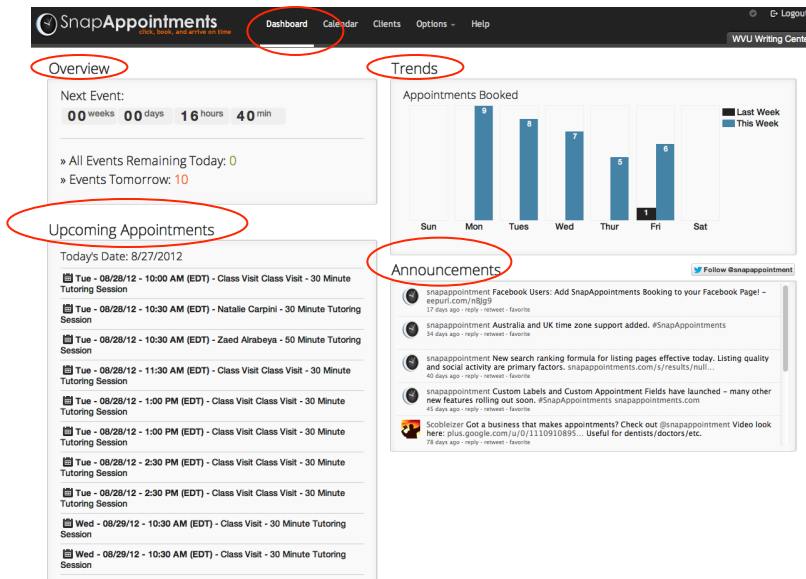 SnapAppointments
click, book, and arrive on time
Dashboard
Calendar
Clients
Options
Help
Logout
WVU Writing Cente
Overview
Next Event:
00 weeks 00 days 16 hours 40 min
» All Events Remaining Today: 0
» Events Tomorrow: 10
Upcoming Appointments
Today's Date: 8/27/2012
Tue - 08/28/12 - 10:00 AM (EDT) - Class Visit Class Visit - 30 Minute
Tutoring Session
Tue - 08/28/12 - 10:30 AM (EDT) - Natalie Carpini - 30 Minute Tutoring
Session
Tue - 08/28/12 - 10:30 AM (EDT) - Zaed Alrabeya - 50 Minute Tutoring
Session
Tue - 08/28/12 - 11:30 AM (EDT) - Class Visit Class Visit - 30 Minute
Tutoring Session
Tue - 08/28/12 - 1:00 PM (EDT) - Class Visit Class Visit - 30 Minute
Tutoring Session
Tue - 08/28/12 - 1:00 PM (EDT) - Class Visit Class Visit - 30 Minute
Tutoring Session
Tue - 08/28/12 - 2:30 PM (EDT) - Class Visit Class Visit - 30 Minute
Tutoring Session
Tue - 08/28/12 - 2:30 PM (EDT) - Class Visit Class Visit - 30 Minute
Tutoring Session
Wed - 08/29/12 - 10:30 AM (EDT) - Class Visit - 30 Minute Tutoring
Session
Wed - 08/29/12 - 10:30 AM (EDT) - Class Visit - 30 Minute Tutoring
Session
Trends
Appointments Booked
Last Week
This Week
9
8
7
5
1
6
Sun Mon Tues Wed Thur Fri Sat
Announcements
Follow @snapappointment
snapappointment Facebook Users: Add SnapAppointments Booking to your Facebook Page! –
eepurl.com/n8Jg9
17 days ago · reply · retweet · favorite
snapappointment Australia and UK time zone support added. #SnapAppointments
34 days ago · reply · retweet · favorite
snapappointment New search ranking formula for listing pages effective today. Listing quality
and social activity are primary factors. snapappointments.com/s/results/null...
40 days ago · reply · retweet · favorite
snapappointment Custom Labels and Custom Appointment Fields have launched – many other
new features rolling out soon. #SnapAppointments snapappointments.com
45 days ago · reply · retweet · favorite
Scobleizer Got a business that makes appointments? Check out @snapappointment Video look
here: plus.google.com/u/0/1110910895... Useful for dentists/doctors/etc.
78 days ago · reply · retweet · favorite